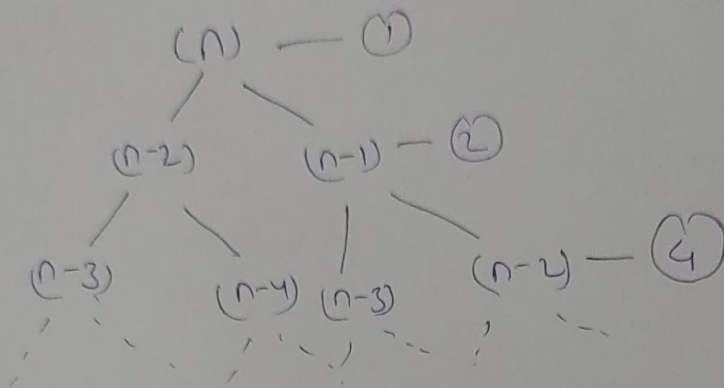 (n) — 1
(n-2) (n-1) — 2
(n-3) (n-4) (n-3) (n-2) — 4